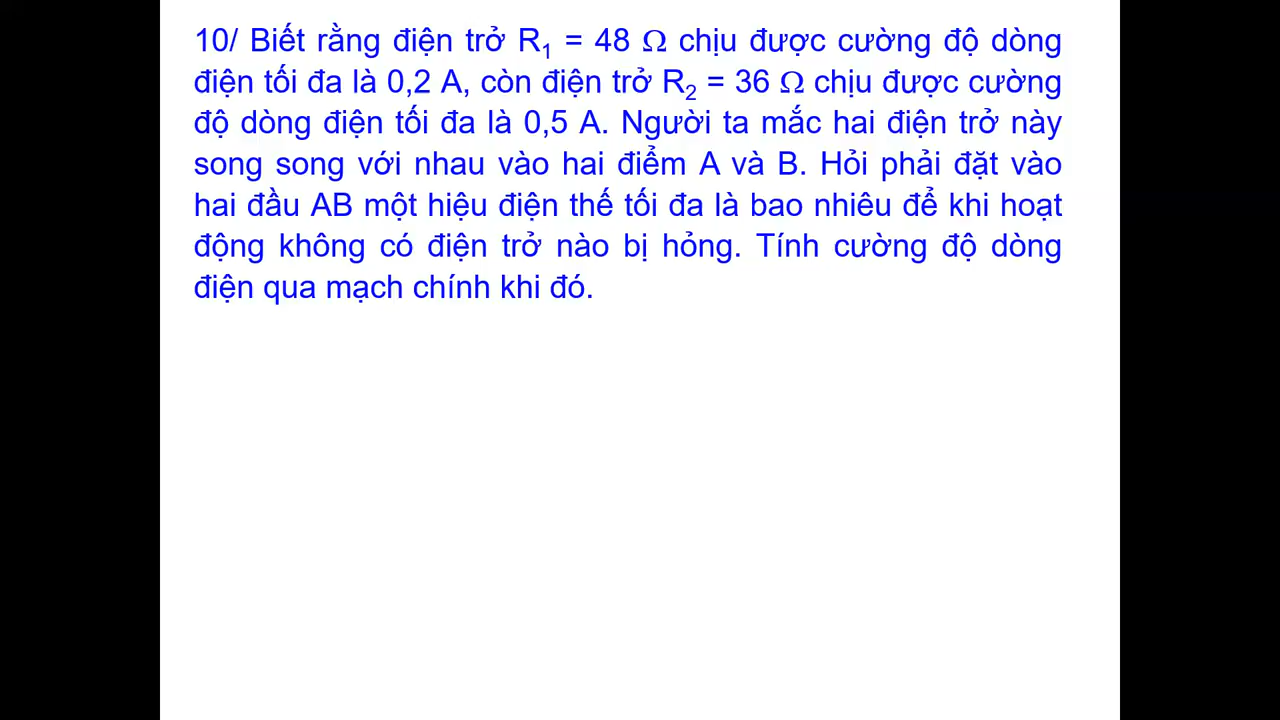 10/ Biết rằng điện trở R₁ = 48 Ω chịu được cường độ dòng
điện tối đa là 0,2 A, còn điện trở R₂ = 36 Ω chịu được cường
độ dòng điện tối đa là 0,5 A. Người ta mắc hai điện trở này
song song với nhau vào hai điểm A và B. Hỏi phải đặt vào
hai đầu AB một hiệu điện thế tối đa là bao nhiêu để khi hoạt
động không có điện trở nào bị hỏng. Tính cường độ dòng
điện qua mạch chính khi đó.